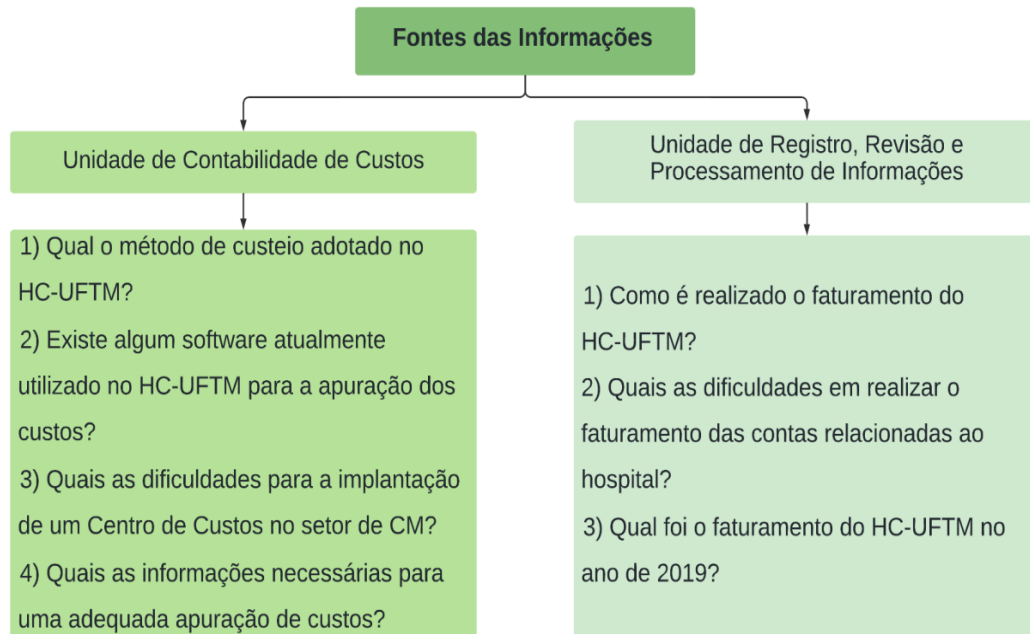 Fontes das Informações
Unidade de Contabilidade de Custos
1) Qual o método de custeio adotado no
HC-UFTM?
2) Existe algum software atualmente
utilizado no HC-UFTM para a apuração dos
custos?
3) Quais as dificuldades para a implantação
de um Centro de Custos no setor de CM?
4) Quais as informações necessárias para
uma adequada apuração de custos?
Unidade de Registro, Revisão e
Processamento de Informações
1) Como é realizado o faturamento do
HC-UFTM?
2) Quais as dificuldades em realizar o
faturamento das contas relacionadas ao
hospital?
3) Qual foi o faturamento do HC-UFTM no
ano de 2019?